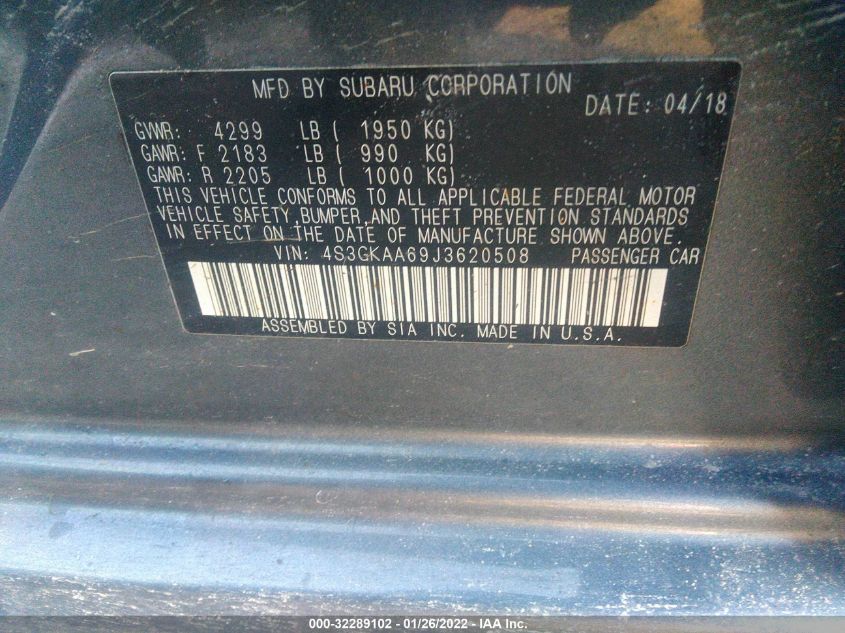 MFD BY SUBARU CORPORATION
DATE: 04/18
GVWR: 4299 LB ( 1950 KG)
GAWR: F 2183 LB ( 990 KG)
GAWR: R 2205 LB ( 1000 KG)
THIS VEHICLE CONFORMS TO ALL APPLICABLE FEDERAL MOTOR
VEHICLE SAFETY,BUMPER,AND THEFT PREVENTION STANDARDS
IN EFFECT ON THE DATE OF MANUFACTURE SHOWN ABOVE.
VIN: 4S3GKAA69J3620508 PASSENGER CAR
ASSEMBLED BY SIA INC. MADE IN U.S.A.
000-32289102 - 01/26/2022 - IAA Inc.